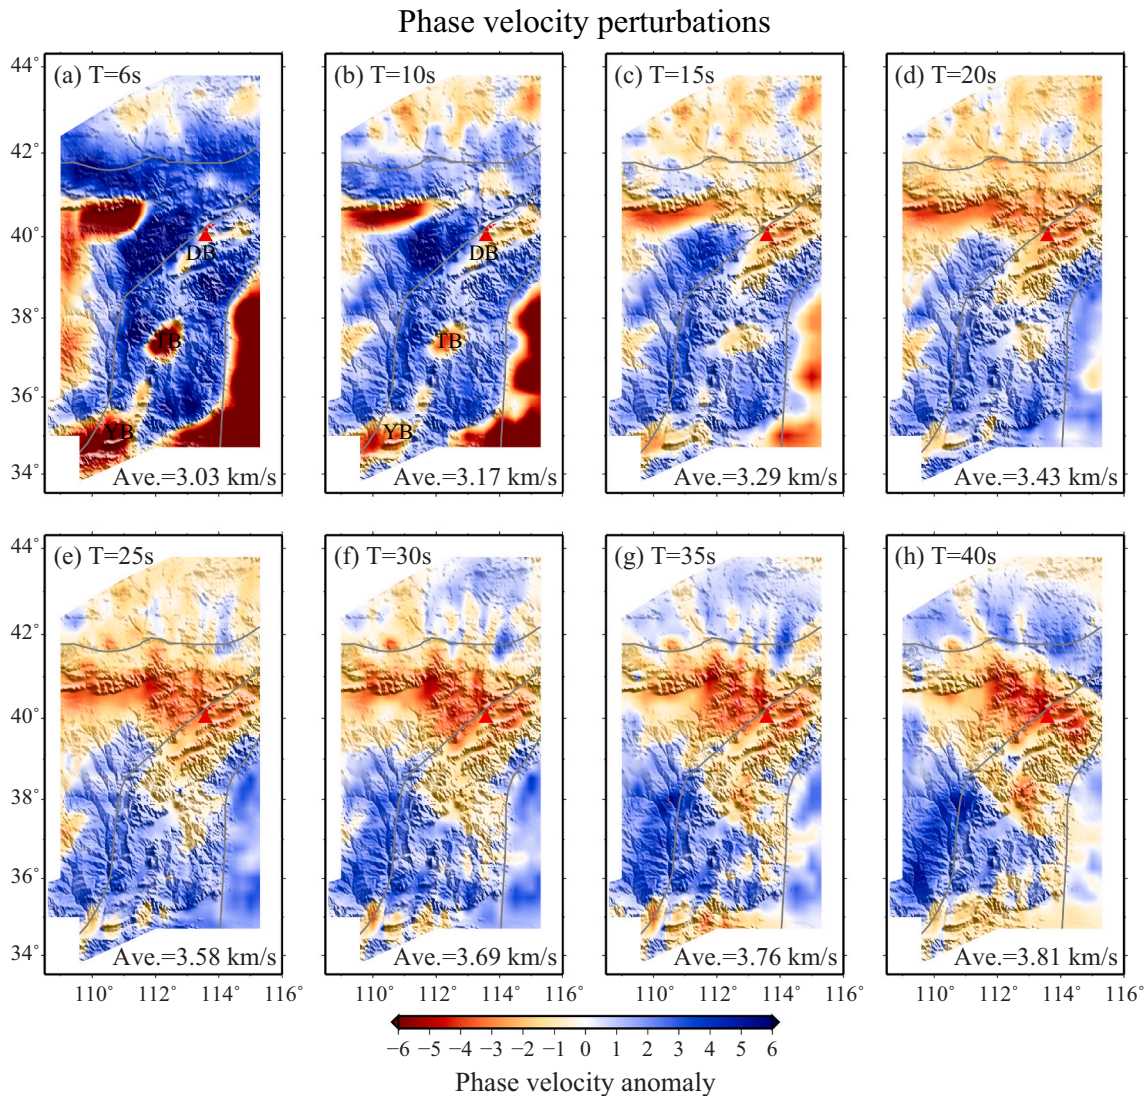 Phase velocity perturbations
(a) T=6s
(b) T=10s
(c) T=15s
(d) T=20s
44°
42°
40°
38°
36°
34°
DB
TB
YB
DB
TB
YB
Ave.=3.03 km/s
Ave.=3.17 km/s
Ave.=3.29 km/s
Ave.=3.43 km/s
(e) T=25s
(f) T=30s
(g) T=35s
(h) T=40s
44°
42°
40°
38°
36°
34°
Ave.=3.58 km/s
Ave.=3.69 km/s
Ave.=3.76 km/s
Ave.=3.81 km/s
110° 112° 114° 116°
110° 112° 114° 116°
110° 112° 114° 116°
110° 112° 114° 116°
−6 −5 −4 −3 −2 −1 0 1 2 3 4 5 6
Phase velocity anomaly